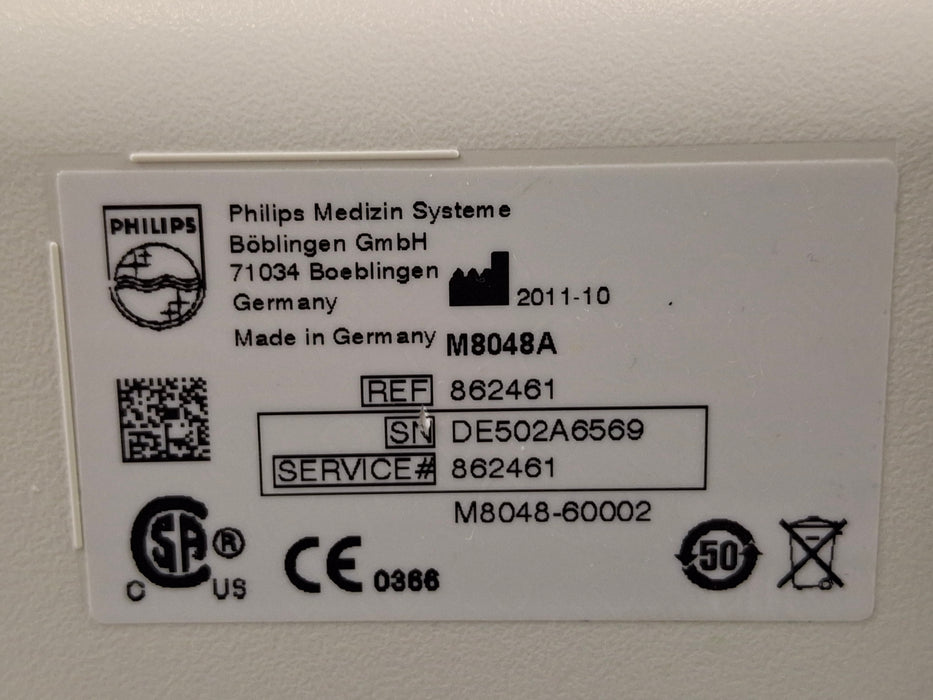 PHILIPS
Philips Medizin Systeme
Böblingen GmbH
71034 Boeblingen
Germany
2011-10
Made in Germany
M8048A
REF 862461
SN DE502A6569
SERVICE# 862461
M8048-60002
CSA ®
C US
CE 0366
50